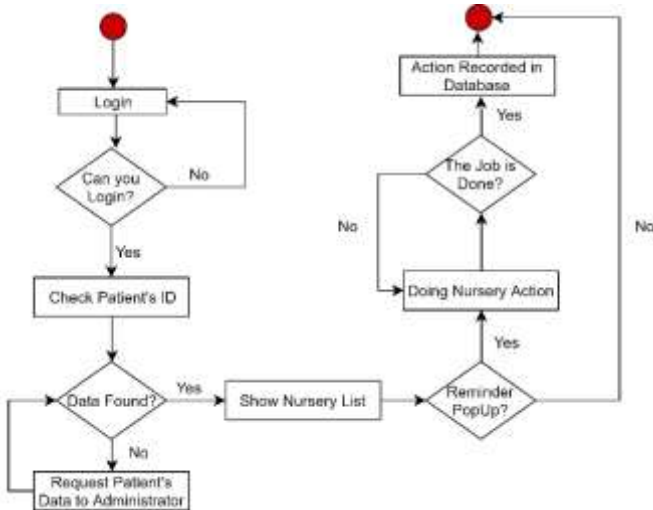 Login
Can you
Login?
No
Yes
Check Patient's ID
Data Found?
Yes
No
Request Patient's
Data to Administrator
Show Nursery List
Reminder
PopUp?
Yes
No
Doing Nursery Action
The Job is
Done?
No
Yes
Action Recorded in
Database